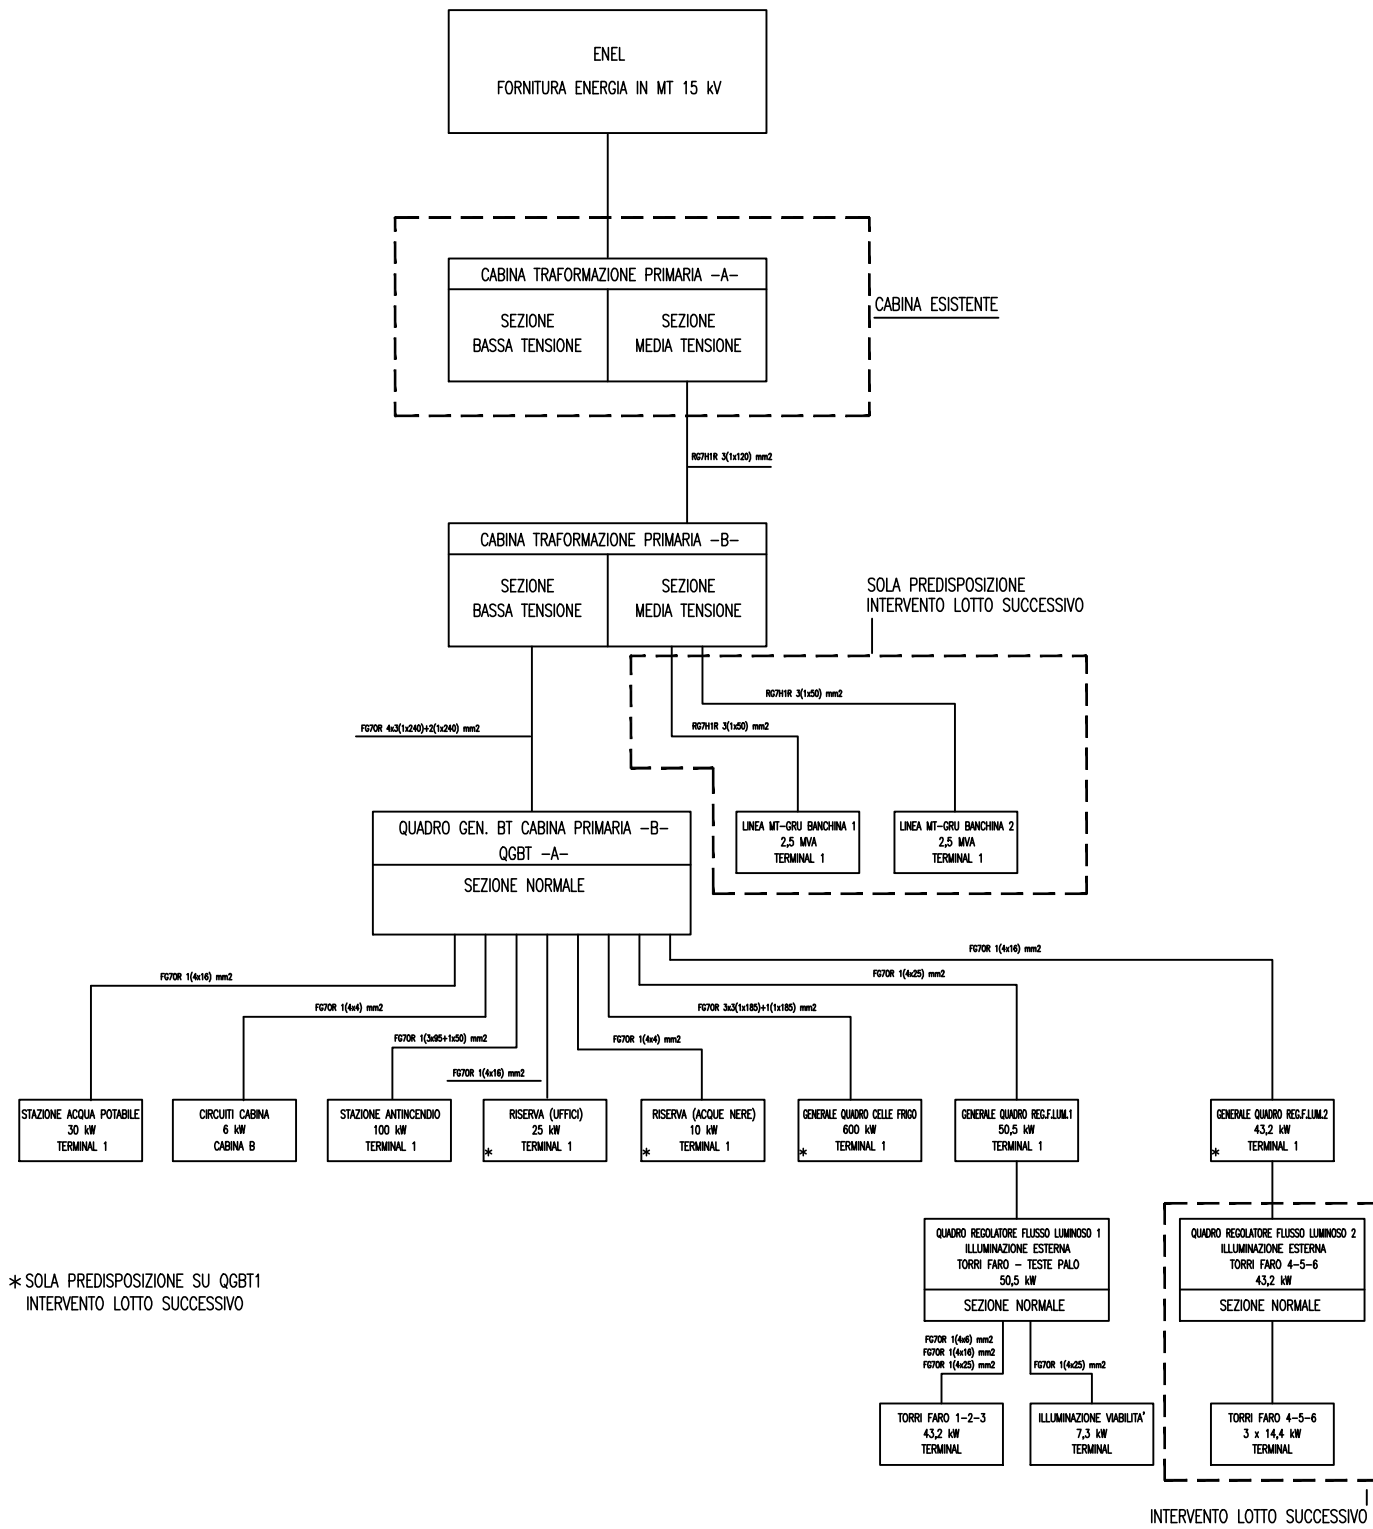 ENEL
FORNITURA ENERGIA IN MT 15 kV
CABINA TRAFORMAZIONE PRIMARIA -A-
SEZIONE
BASSA TENSIONE
SEZIONE
MEDIA TENSIONE
CABINA ESISTENTE
RG7H1R 3(1x120) mm2
CABINA TRAFORMAZIONE PRIMARIA -B-
SEZIONE
BASSA TENSIONE
SEZIONE
MEDIA TENSIONE
SOLA PREDISPOSIZIONE
INTERVENTO LOTTO SUCCESSIVO
RG7H1R 3(1x50) mm2
RG7H1R 3(1x50) mm2
FG7OR 4x3(1x240)+2(1x240) mm2
LINEA MT-GRU BANCHINA 1
2,5 MVA
TERMINAL 1
LINEA MT-GRU BANCHINA 2
2,5 MVA
TERMINAL 1
QUADRO GEN. BT CABINA PRIMARIA -B-
QGBT -A-
SEZIONE NORMALE
FG7OR 1(4x16) mm2
FG7OR 1(4x4) mm2
FG7OR 1(3x95+1x50) mm2
FG7OR 1(4x16) mm2
FG7OR 1(4x4) mm2
FG7OR 3x3(1x185)+1(1x185) mm2
FG7OR 1(4x25) mm2
FG7OR 1(4x16) mm2
STAZIONE ACQUA POTABILE
30 kW
TERMINAL 1
CIRCUITI CABINA
6 kW
CABINA B
STAZIONE ANTINCENDIO
100 kW
TERMINAL 1
RISERVA (UFFICI)
25 kW
* TERMINAL 1
RISERVA (ACQUE NERE)
10 kW
* TERMINAL 1
GENERALE QUADRO CELLE FRIGO
600 kW
* TERMINAL 1
GENERALE QUADRO REG.F.LUM.1
50,5 kW
TERMINAL 1
GENERALE QUADRO REG.F.LUM.2
43,2 kW
* TERMINAL 1
QUADRO REGOLATORE FLUSSO LUMINOSO 1
ILLUMINAZIONE ESTERNA
TORRI FARO - TESTE PALO
50,5 kW
SEZIONE NORMALE
QUADRO REGOLATORE FLUSSO LUMINOSO 2
ILLUMINAZIONE ESTERNA
TORRI FARO 4-5-6
43,2 kW
SEZIONE NORMALE
* SOLA PREDISPOSIZIONE SU QGBT1
INTERVENTO LOTTO SUCCESSIVO
FG7OR 1(4x6) mm2
FG7OR 1(4x16) mm2
FG7OR 1(4x25) mm2
FG7OR 1(4x25) mm2
TORRI FARO 1-2-3
43,2 kW
TERMINAL
ILLUMINAZIONE VIABILITA'
7,3 kW
TERMINAL
TORRI FARO 4-5-6
3 x 14,4 kW
TERMINAL
INTERVENTO LOTTO SUCCESSIVO